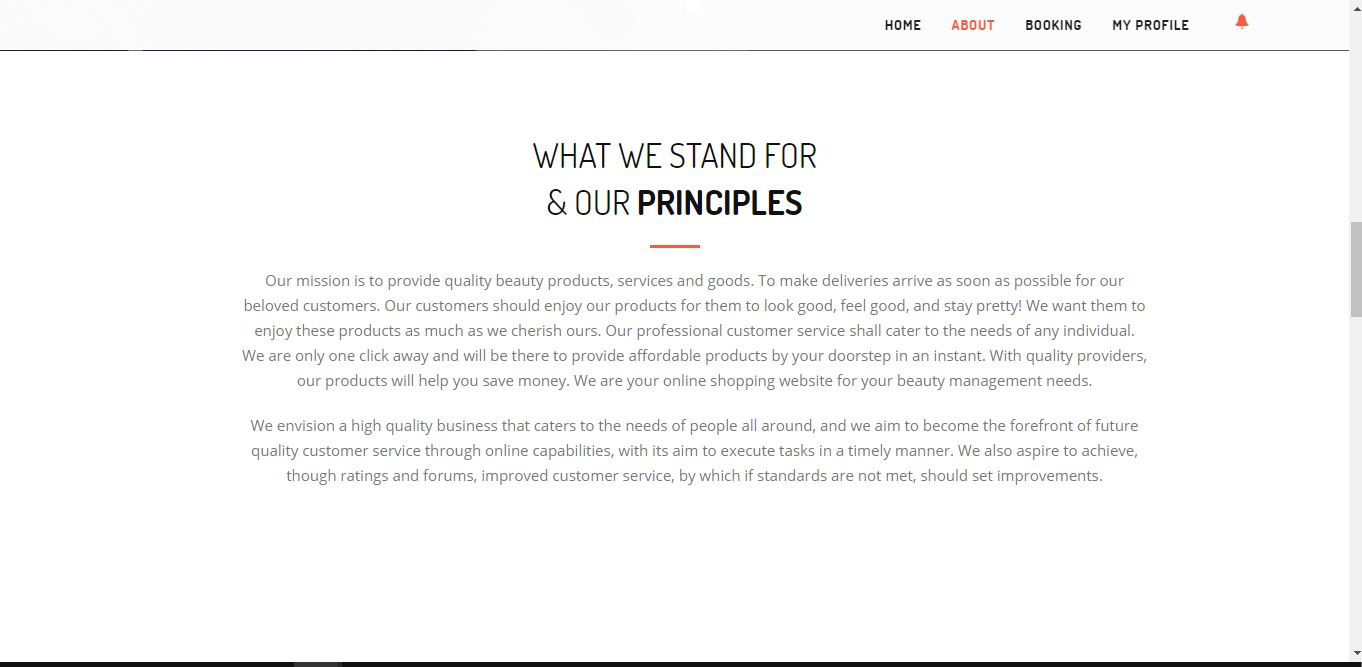 HOME ABOUT BOOKING MY PROFILE
WHAT WE STAND FOR
& OUR PRINCIPLES
Our mission is to provide quality beauty products, services and goods. To make deliveries arrive as soon as possible for our
beloved customers. Our customers should enjoy our products for them to look good, feel good, and stay pretty! We want them to
enjoy these products as much as we cherish ours. Our professional customer service shall cater to the needs of any individual.
We are only one click away and will be there to provide affordable products by your doorstep in an instant. With quality providers,
our products will help you save money. We are your online shopping website for your beauty management needs.
We envision a high quality business that caters to the needs of people all around, and we aim to become the forefront of future
quality customer service through online capabilities, with its aim to execute tasks in a timely manner. We also aspire to achieve,
though ratings and forums, improved customer service, by which if standards are not met, should set improvements.